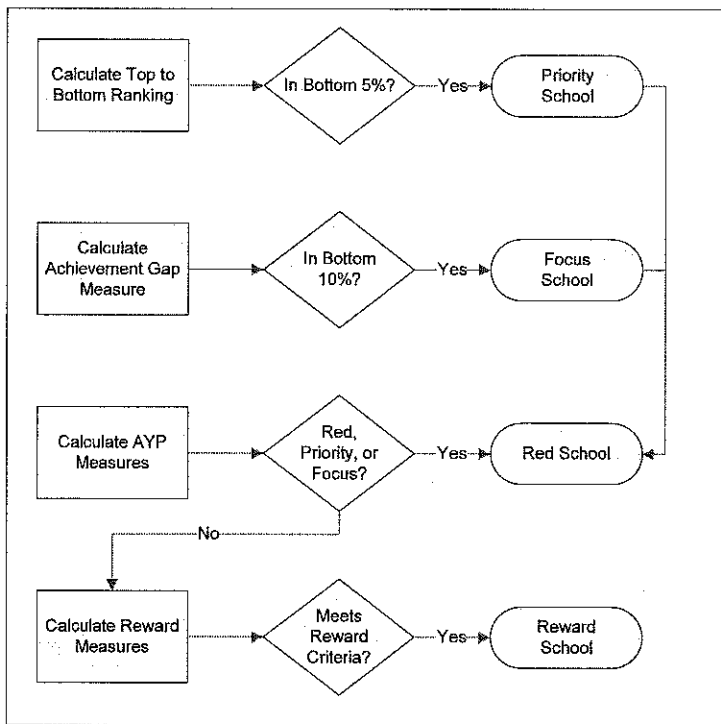 Calculate Top to
Bottom Ranking
In Bottom 5%?
Yes
Priority
School
Calculate
Achievement Gap
Measure
In Bottom
10%?
Yes
Focus
School
Calculate AYP
Measures
Red,
Priority, or
Focus?
Yes
Red School
No
Calculate Reward
Measures
Meets
Reward
Criteria?
Yes
Reward
School